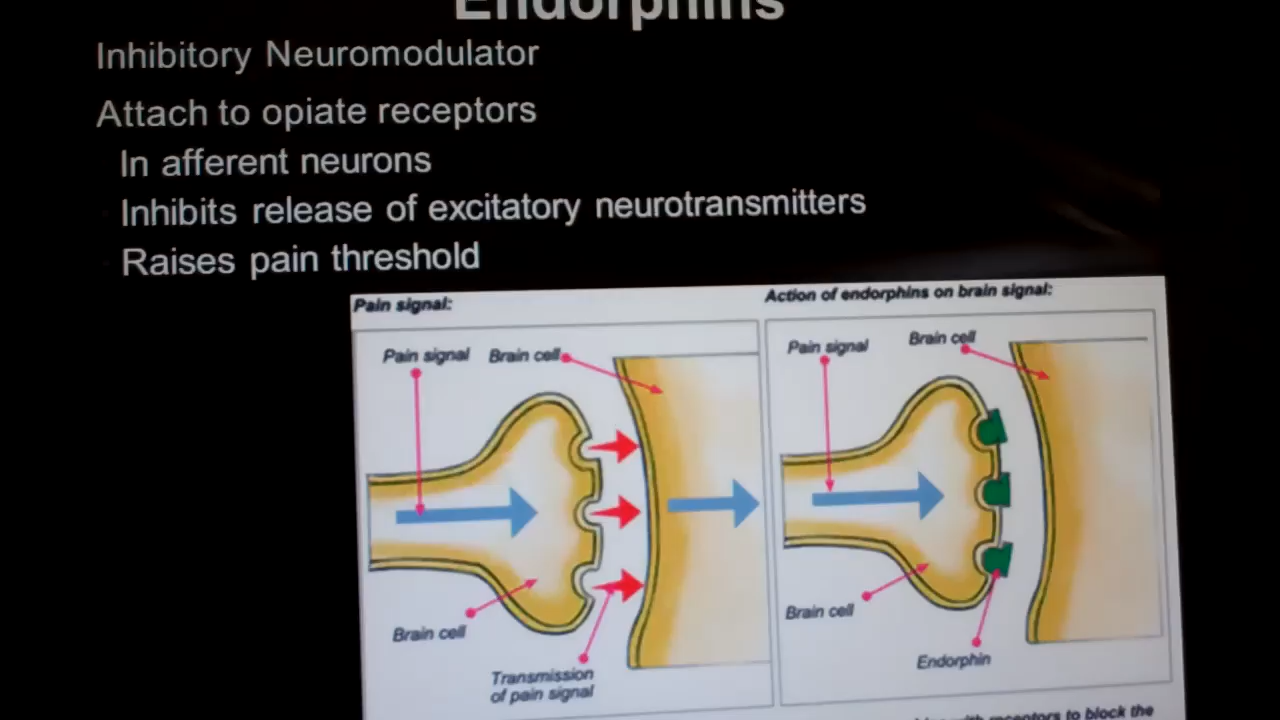 Endorphins
Inhibitory Neuromodulator
Attach to opiate receptors
In afferent neurons
Inhibits release of excitatory neurotransmitters
Raises pain threshold
Pain signal:
Pain signal
Brain cell
Brain cell
Transmission
of pain signal
Action of endorphins on brain signal:
Pain signal
Brain cell
Brain cell
Endorphin
with receptors to block the